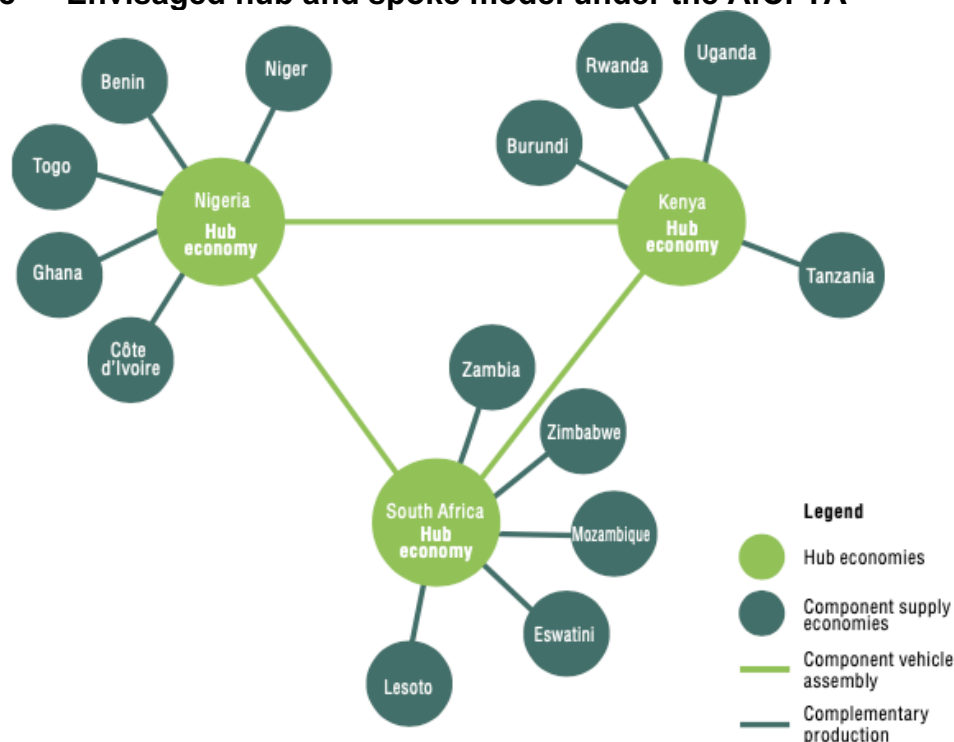 Envisaged hub and spoke model under the AfCFTA
Benin
Niger
Togo
Nigeria
Hub
economy
Ghana
Côte
d'Ivoire
Rwanda
Uganda
Burundi
Kenya
Hub
economy
Tanzania
Zambia
Zimbabwe
South Africa
Hub
economy
Mozambique
Eswatini
Lesoto
Legend
Hub economies
Component supply
economies
Component vehicle
assembly
Complementary
production